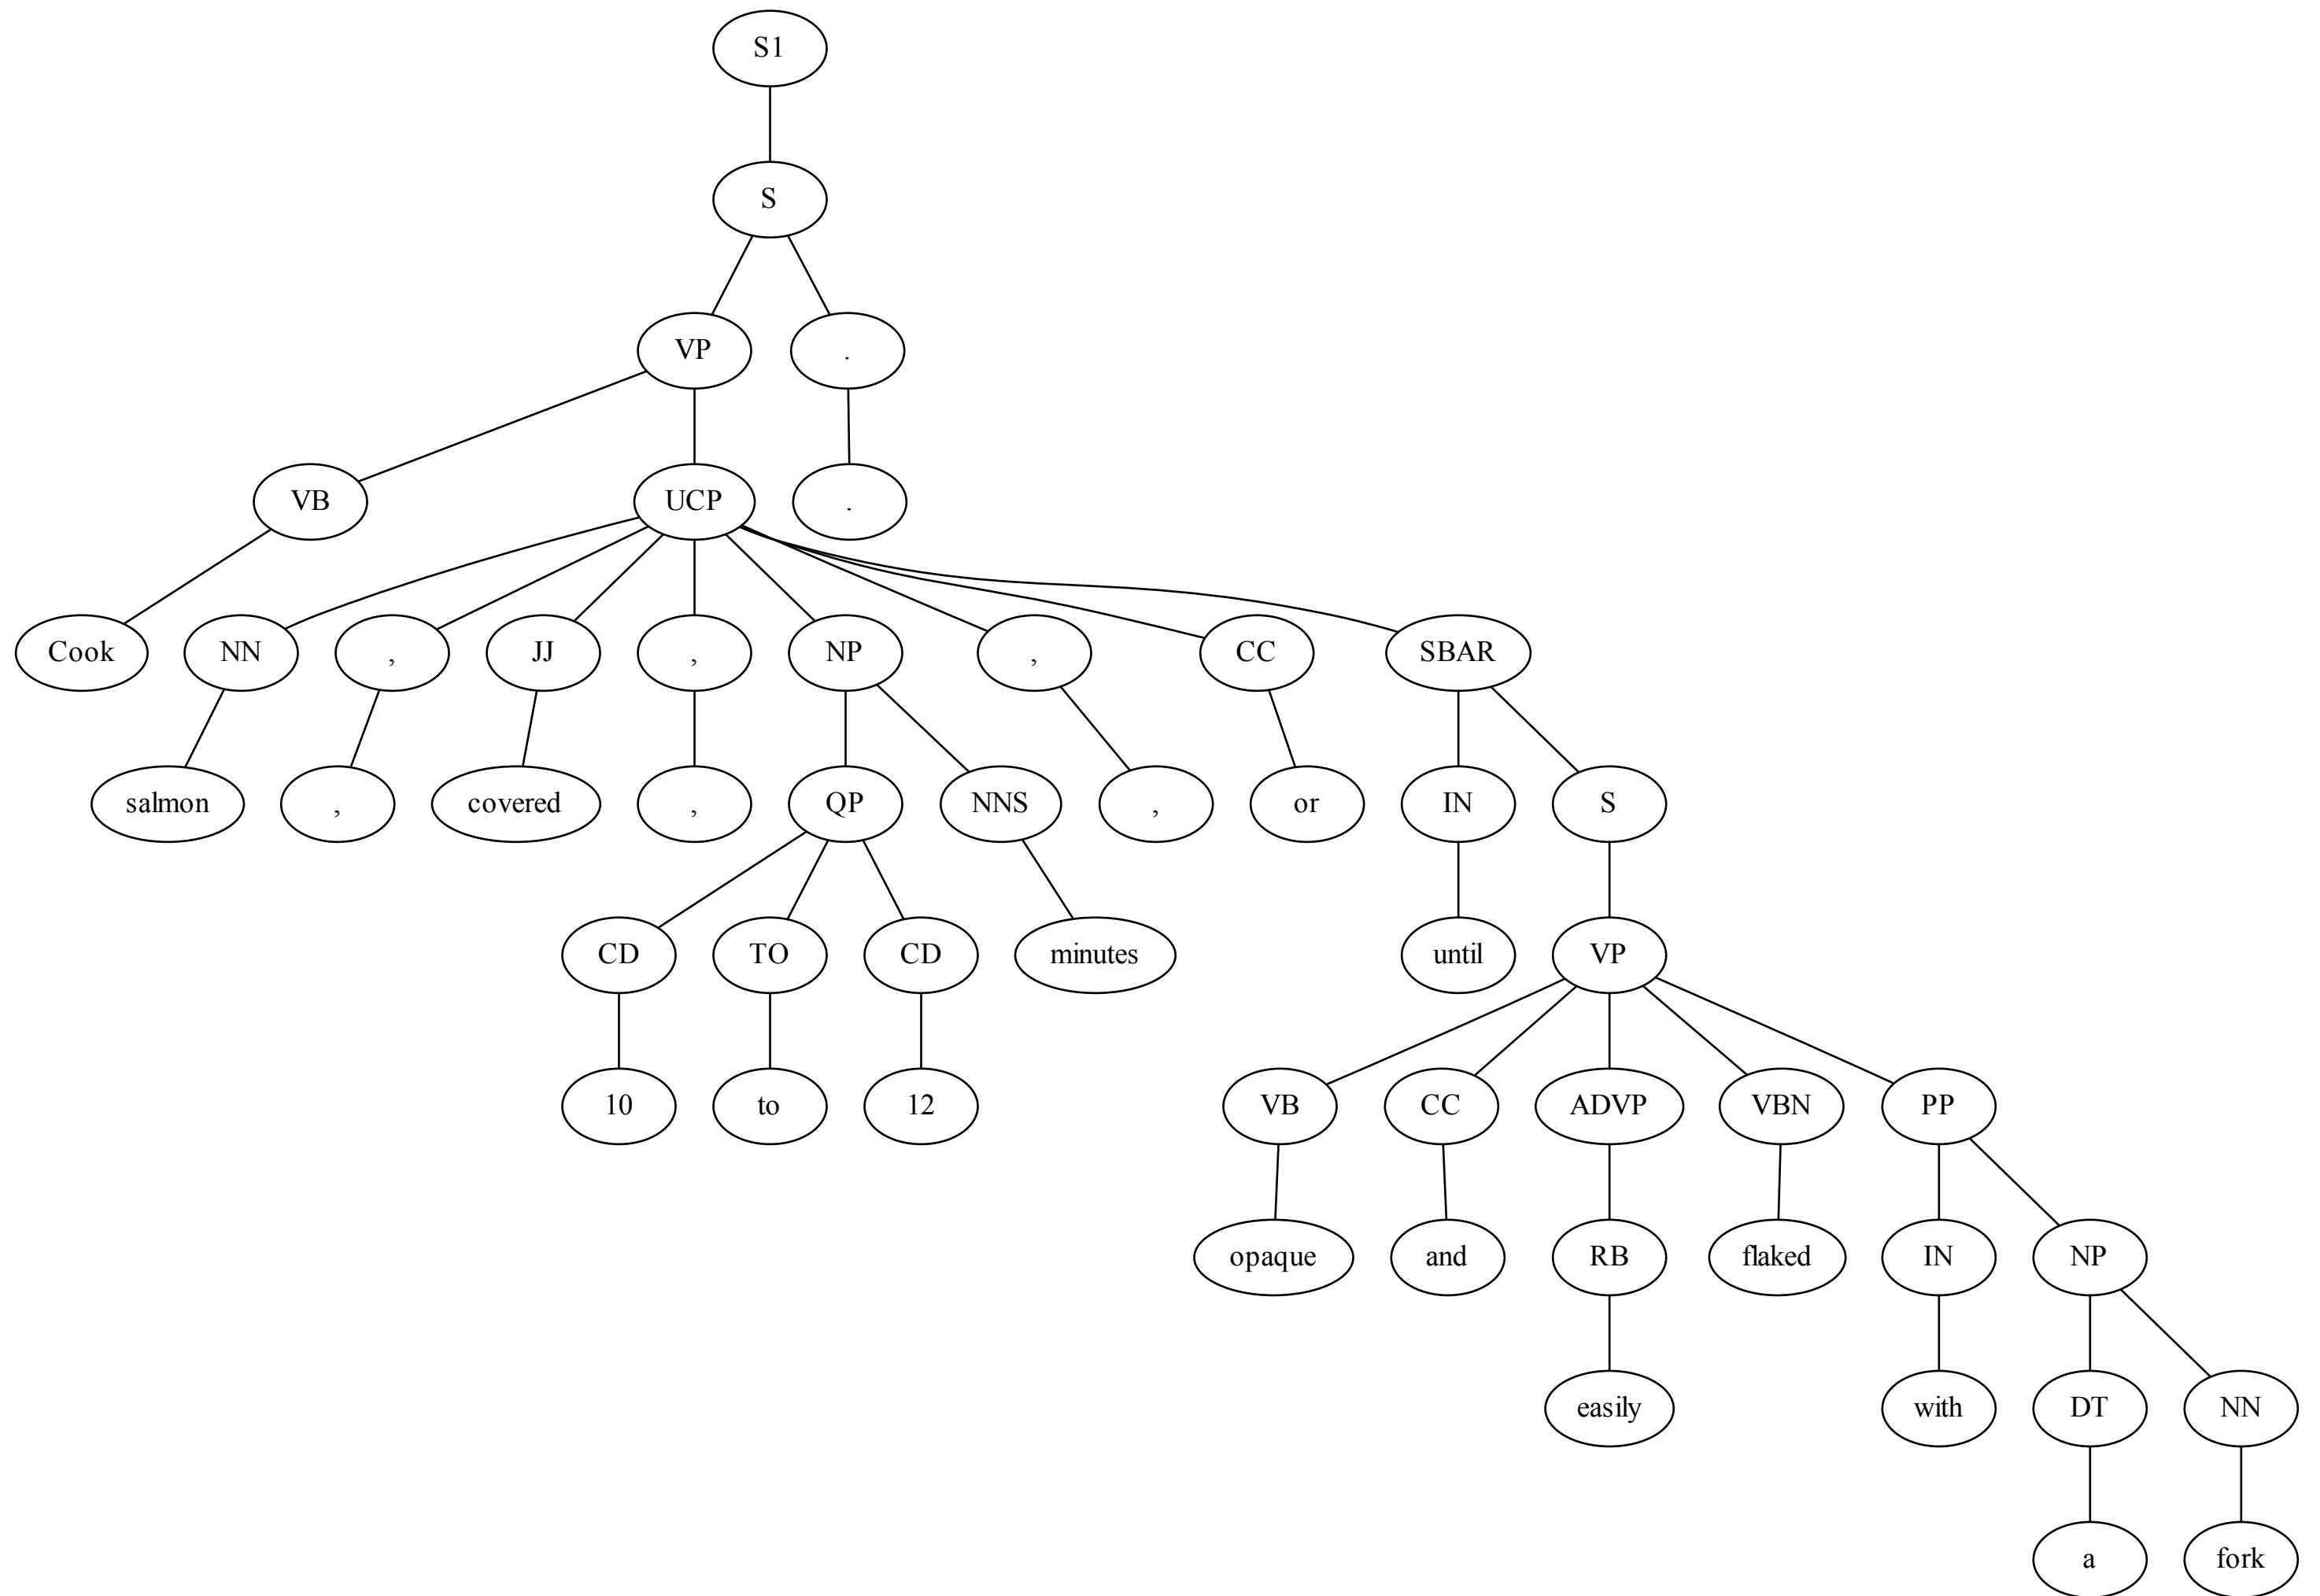 S1
S
VP .
VB UCP .
Cook NN , JJ , NP , CC SBAR
salmon , covered , QP NNS , or IN S
CD TO CD minutes until VP
10 to 12 VB CC ADVP VBN PP
opaque and RB flaked IN NP
easily with DT NN
a fork